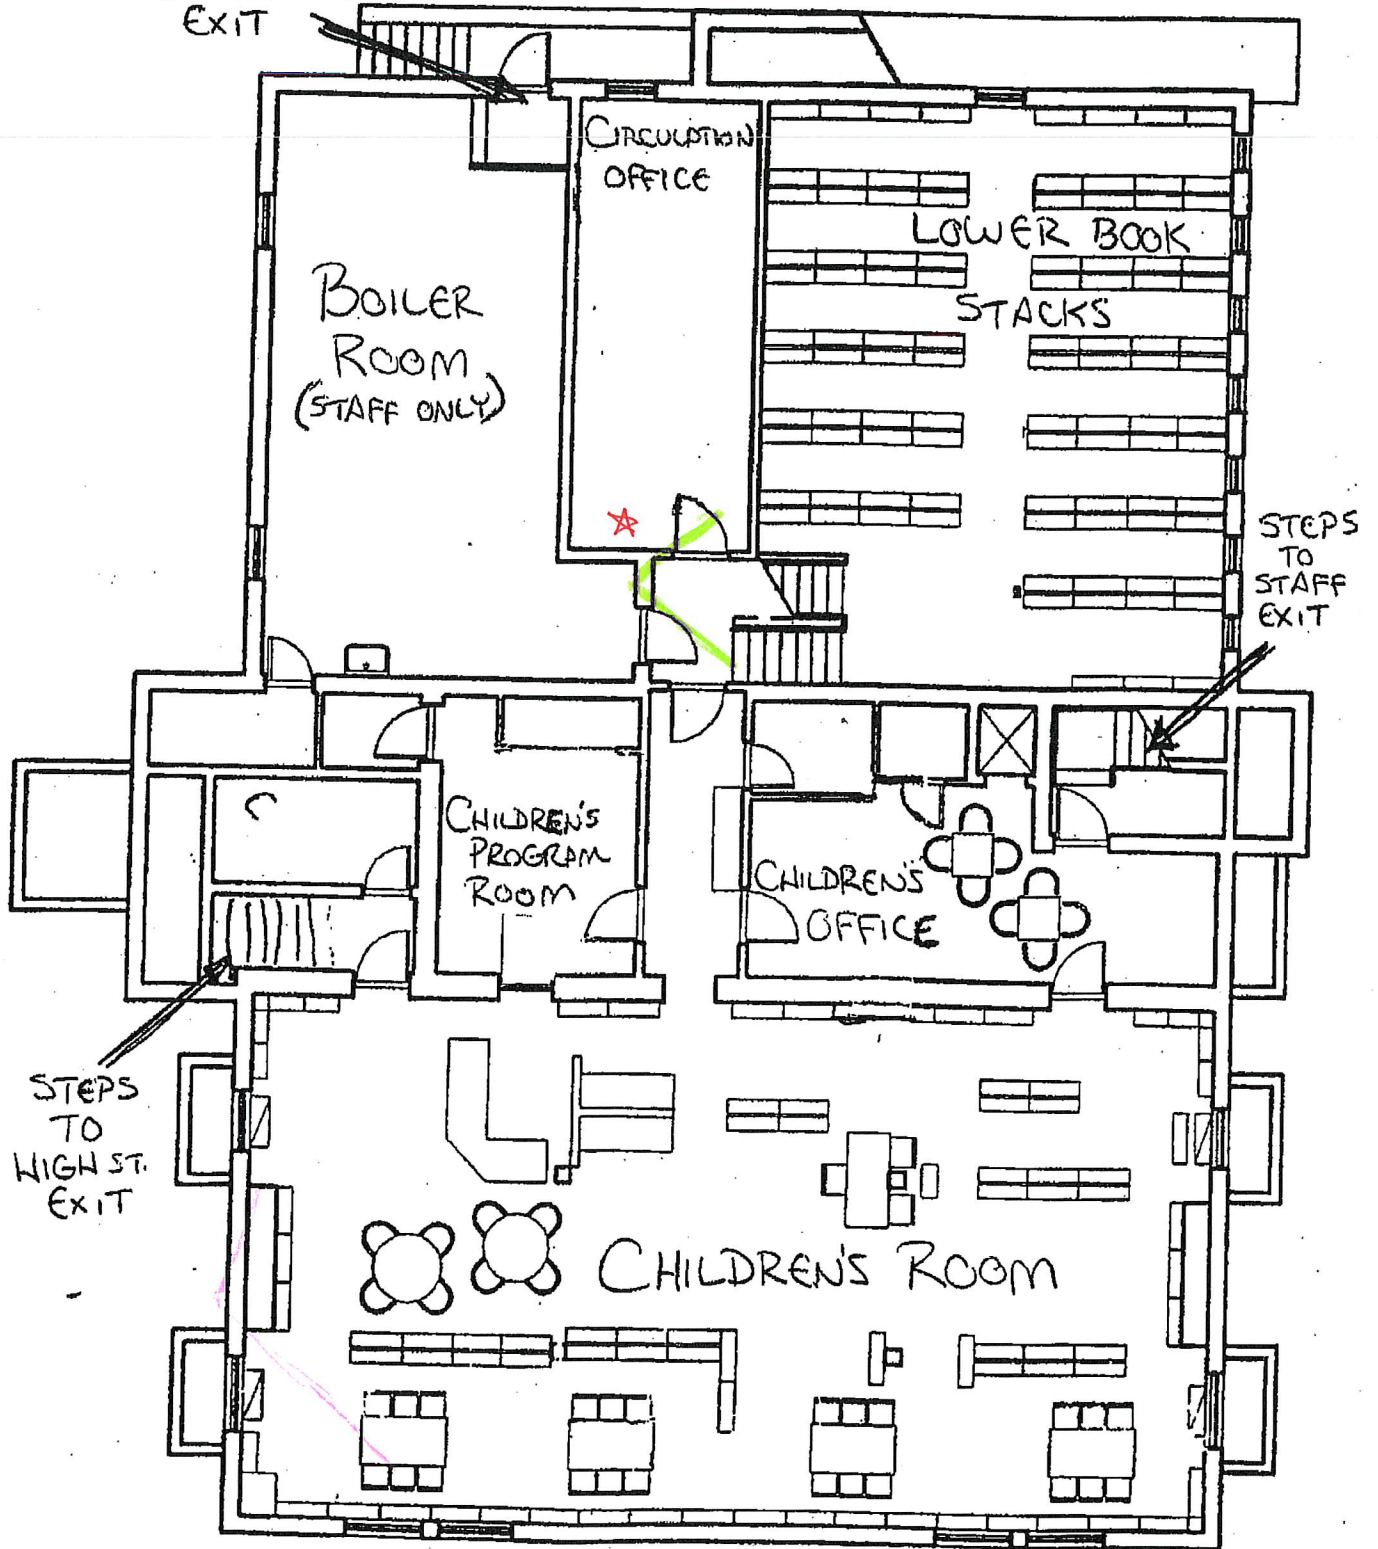 EXIT
CIRCULATION
OFFICE
LOWER BOOK
STACKS
BOILER
ROOM
(STAFF ONLY)
STEPS
TO
STAFF
EXIT
CHILDREN'S
PROGRAM
ROOM
CHILDREN'S
OFFICE
STEPS
TO
HIGH ST.
EXIT
CHILDREN'S ROOM